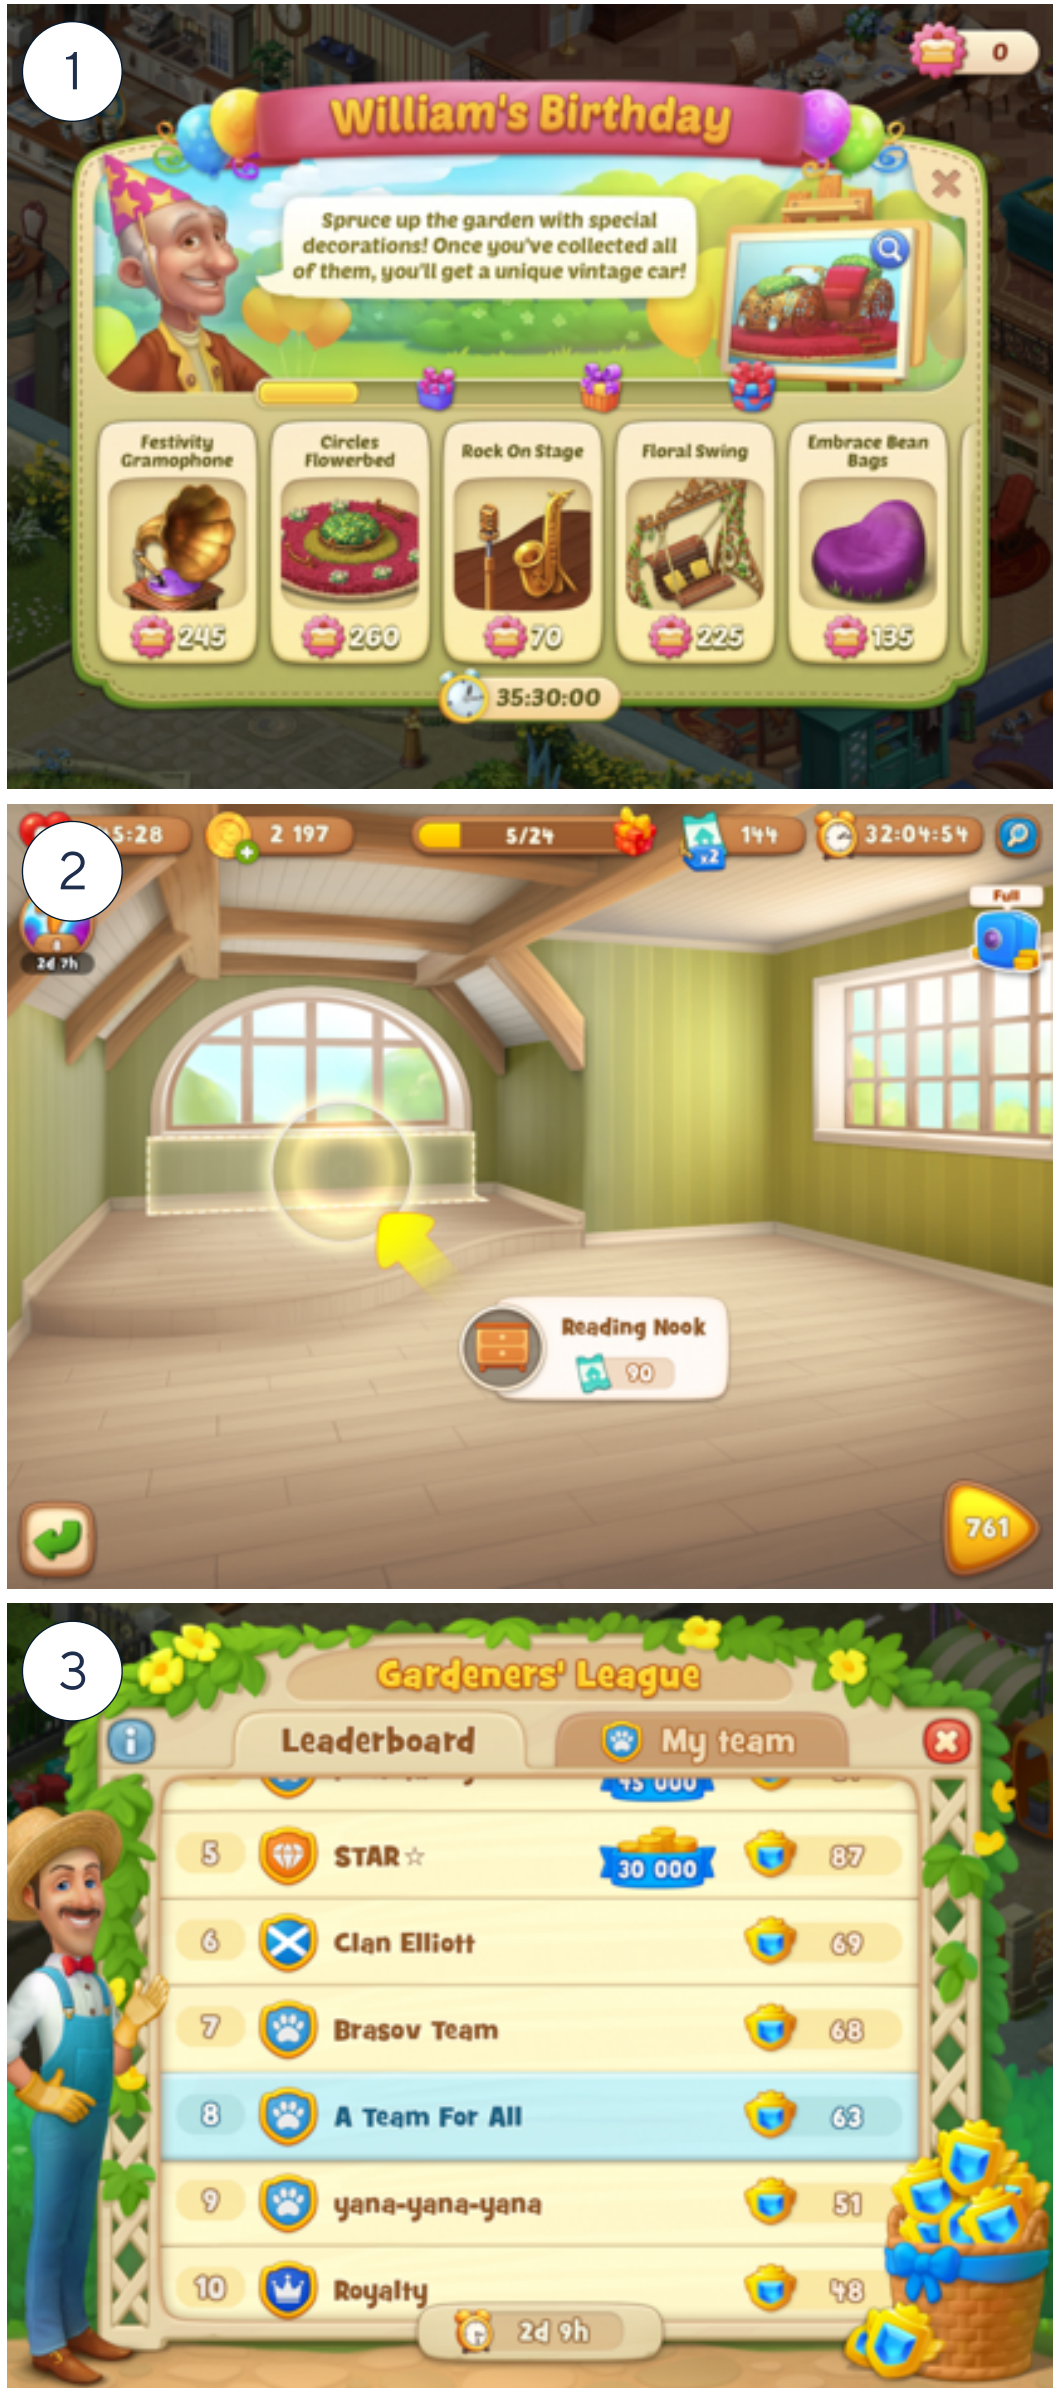 1
0
William's Birthday
Spruce up the garden with special
decorations! Once you've collected all
of them, you'll get a unique vintage car!
Festivity
Gramophone
Circles
Flowerbed
Rock On Stage
Floral Swing
Embrace Bean
Bags
245
260
70
225
135
35:30:00
2
5:28
2 197
5/24
x2
144
32:04:54
Full
8
2d 7h
Reading Nook
90
761
3
Gardeners' League
Leaderboard
My team
45 000
5
STAR☆
30 000
87
6
Clan Elliott
69
7
Brasov Team
68
8
A Team For All
63
9
yana-yana-yana
51
10
Royalty
48
2d 9h